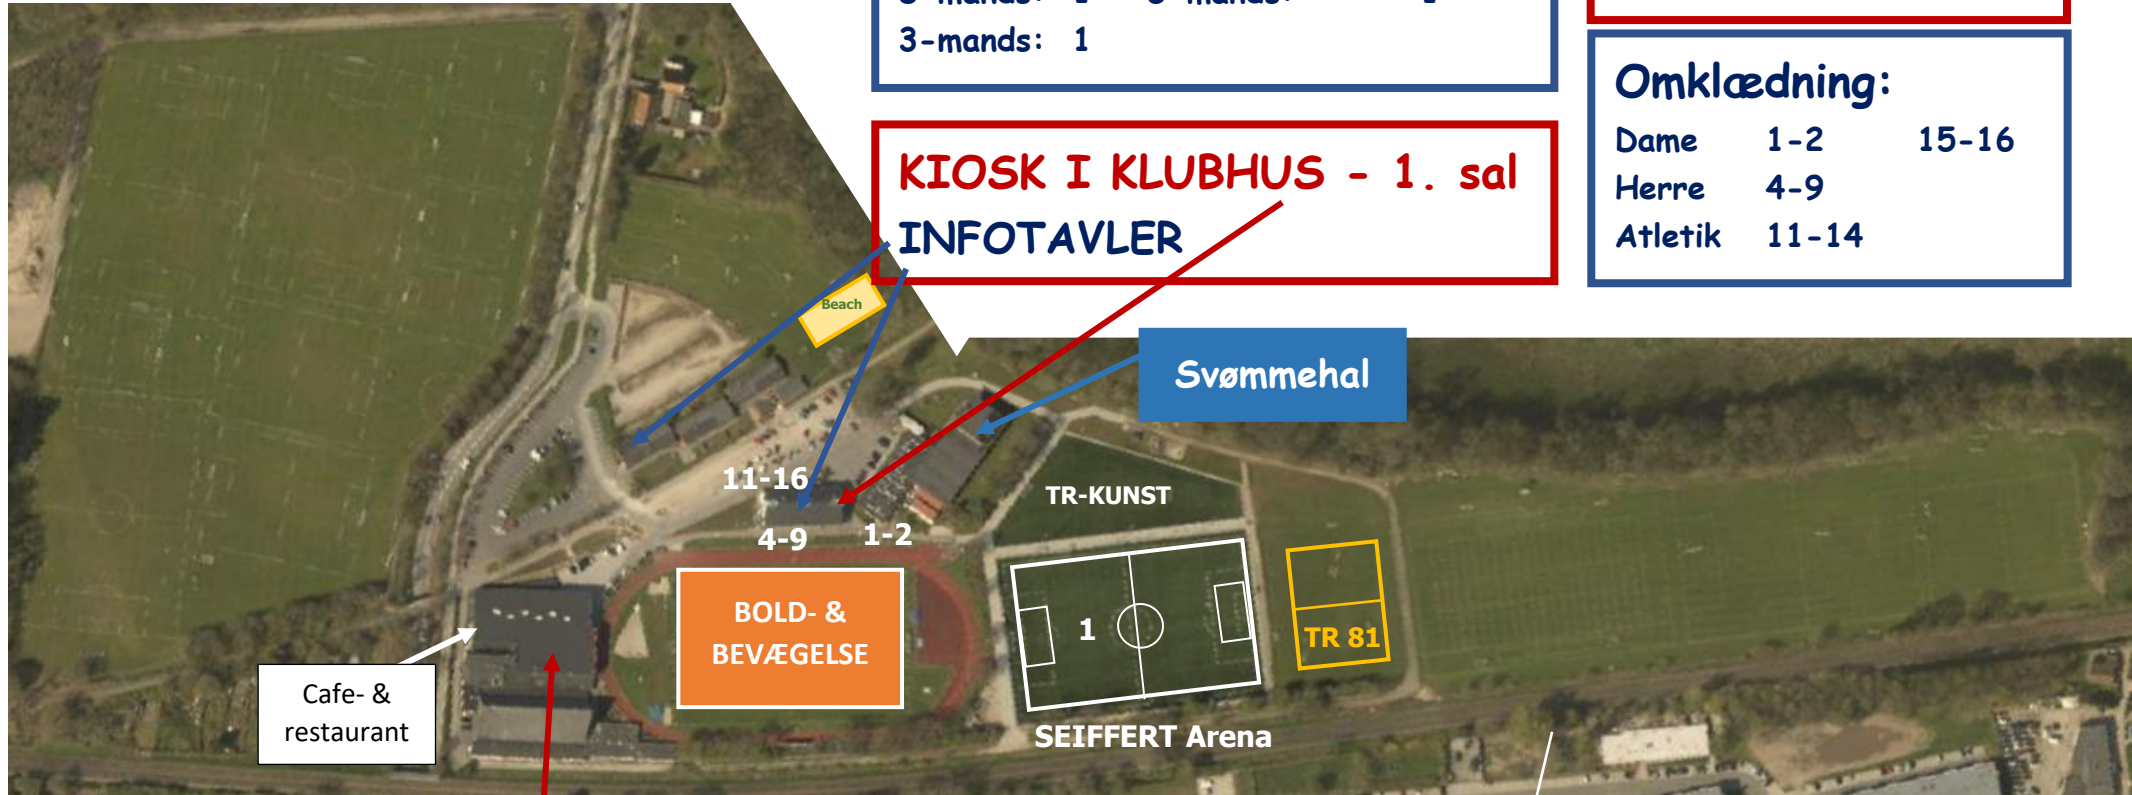 3-mands: 1
Omklædning:
Dame 1-2 15-16
Herre 4-9
Atletik 11-14
KIOSK I KLUBHUS - 1. sal
INFOTAVLER
Beach
Svømmehal
11-16
TR-KUNST
4-9
1-2
BOLD- &
BEVÆGELSE
1
TR 81
Cafe- &
restaurant
SEIFFERT Arena